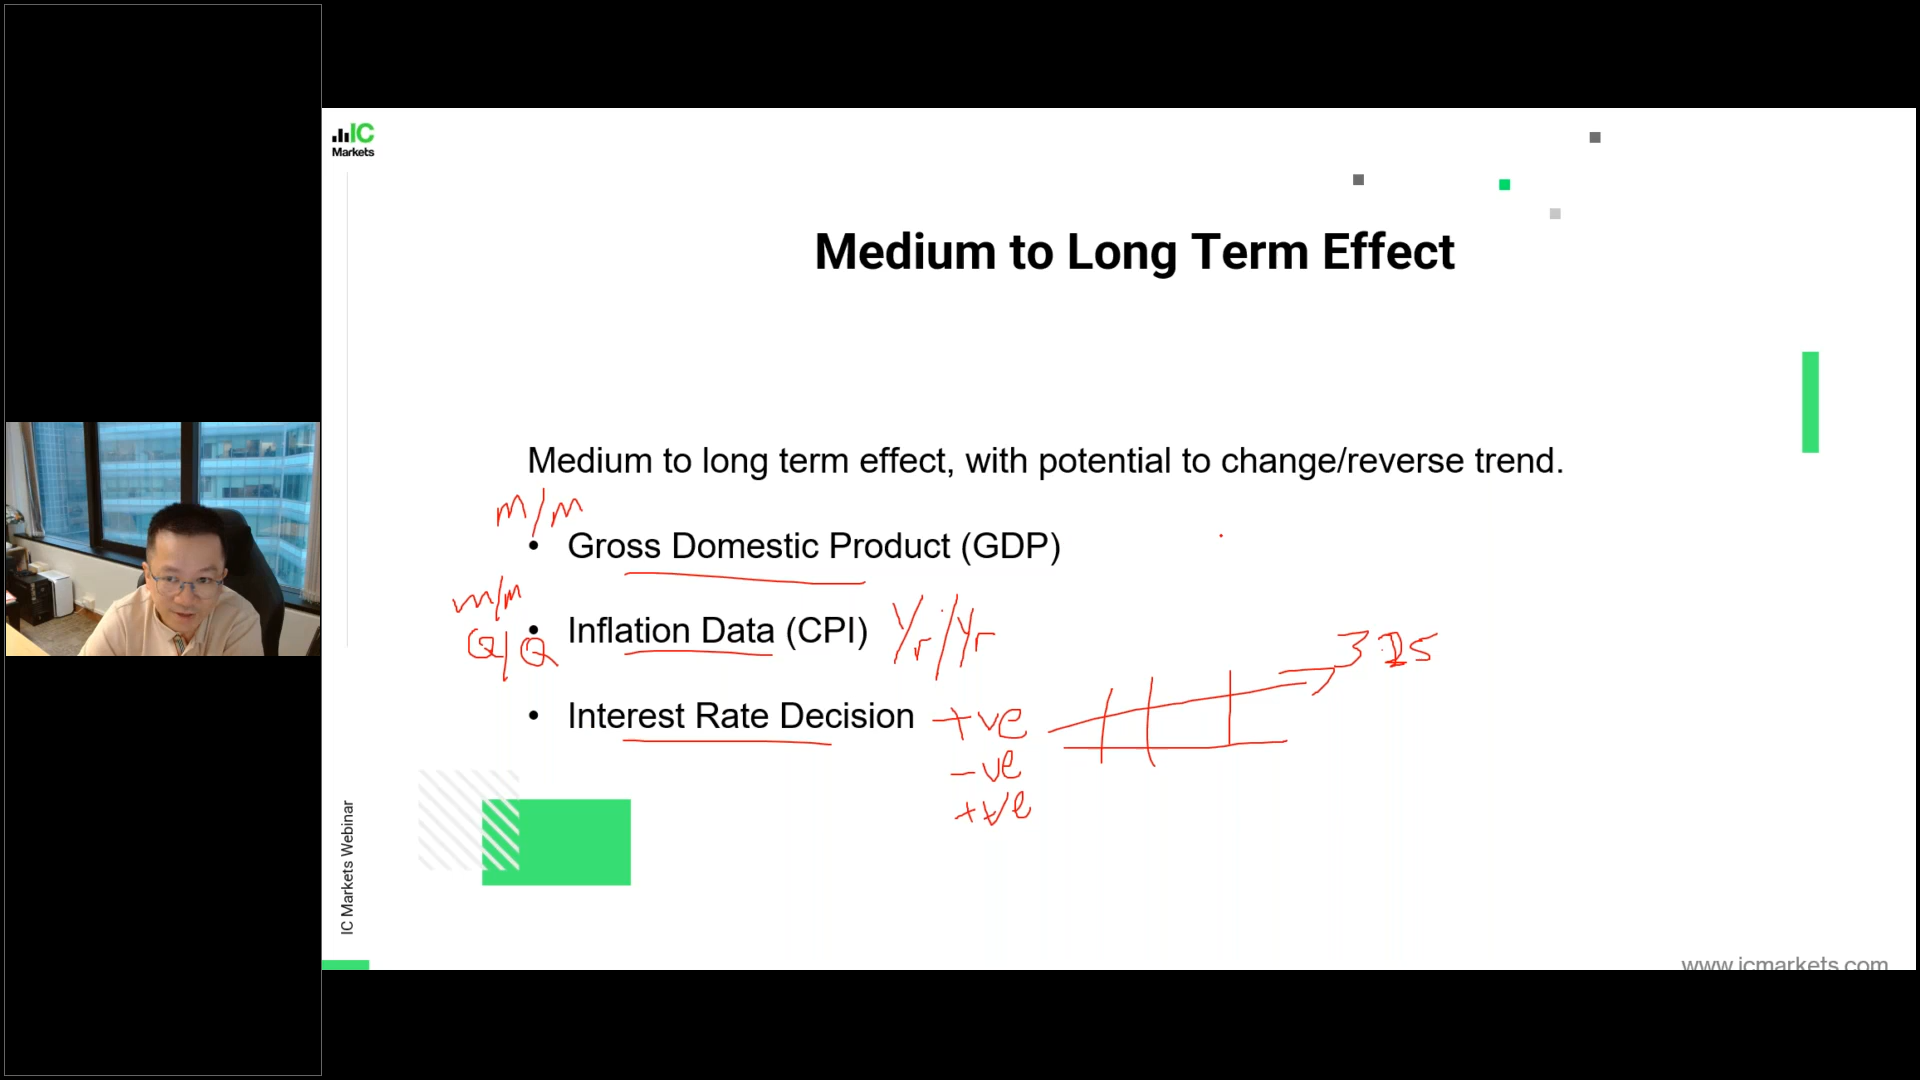 IC
Markets
Medium to Long Term Effect
Medium to long term effect, with potential to change/reverse trend.
m/m
• Gross Domestic Product (GDP)
m/m
Q/Q
• Inflation Data (CPI) Yr/Yr
• Interest Rate Decision +ve
-ve
+ve
IC Markets Webinar
www.icmarkets.com